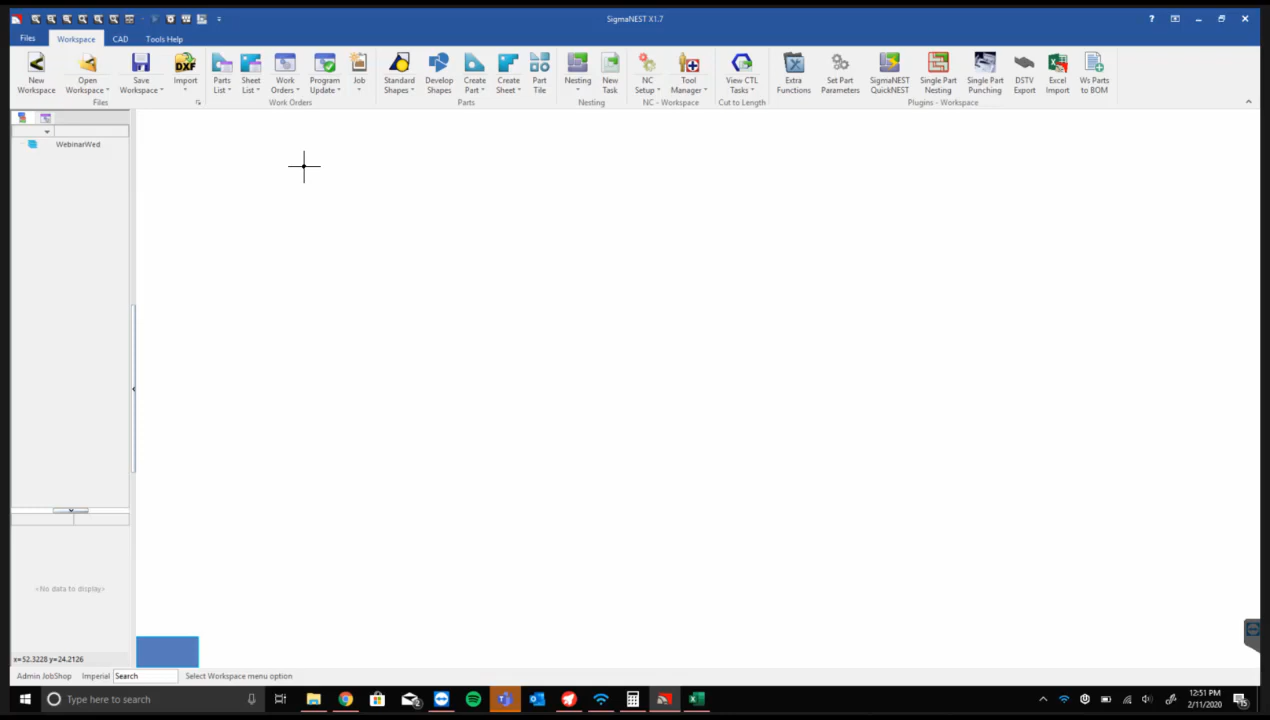 SigmaNEST X1.7
Files Workspace CAD Tools Help
New Workspace
Open Workspace
Save Workspace
Import
Files
Parts List
Sheet List
Work Orders
Program Update
Job
Work Orders
Standard Shapes
Develop Shapes
Create Part
Create Sheet
Part Tile
Parts
Nesting
New Task
Nesting
NC Setup
Tool Manager
NC - Workspace
View CTL Tasks
Cut to Length
Extra Functions
Set Part Parameters
SigmaNEST QuickNEST
Single Part Nesting
Single Part Punching
DSTV Export
Excel Import
Ws Parts to BOM
Plugins - Workspace
DXF
WebinarWed
<No data to display>
x=52.3228 y=24.2126
Admin JobShop Imperial Search Select Workspace menu option
Type here to search
2
12:51 PM
2/11/2020
15